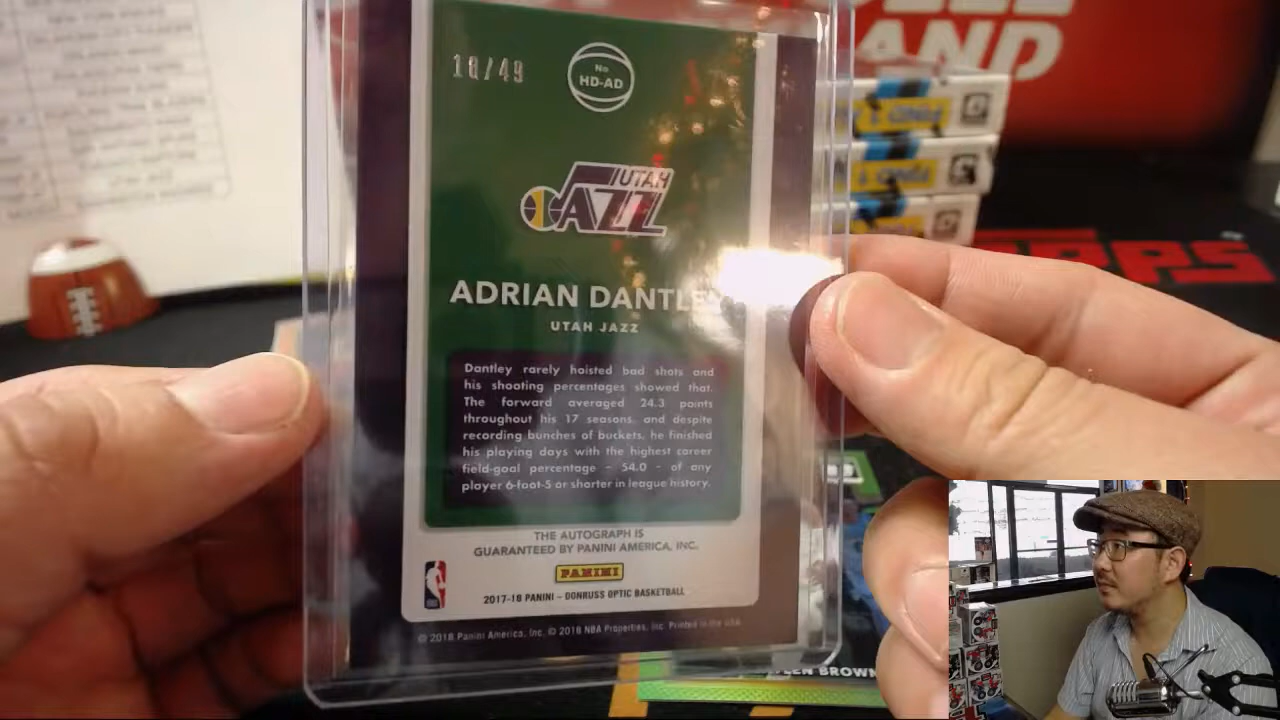 AND
18/49
No
HD-AD
UTAH
JAZZ
ADRIAN DANTLEY
UTAH JAZZ
Dantley rarely hoisted bad shots and
his shooting percentages showed that.
The forward averaged 24.3 points
throughout his 17 seasons, and despite
recording bunches of buckets, he finished
his playing days with the highest career
field-goal percentage – 54.0 – of any
player 6-foot-5 or shorter in league history.
THE AUTOGRAPH IS
GUARANTEED BY PANINI AMERICA, INC.
PANINI
2017-18 PANINI – DONRUSS OPTIC BASKETBALL
© 2018 Panini America, Inc. © 2018 NBA Properties, Inc. Printed in the USA
BROWN